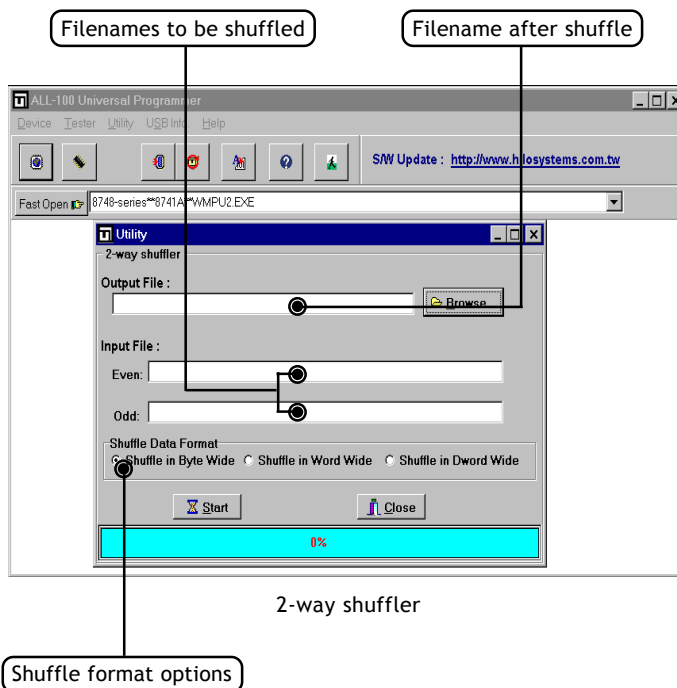 Filenames to be shuffled
Filename after shuffle
ALL-100 Universal Programmer
Device Tester Utility USB Info Help
S/W Update : http://www.hilosystems.com.tw
Fast Open 8748-series**8741A**WMPU2.EXE
Utility
2-way shuffler
Output File :
Browse
Input File :
Even:
Odd:
Shuffle Data Format
Shuffle in Byte Wide Shuffle in Word Wide Shuffle in Dword Wide
Start Close
0%
2-way shuffler
Shuffle format options